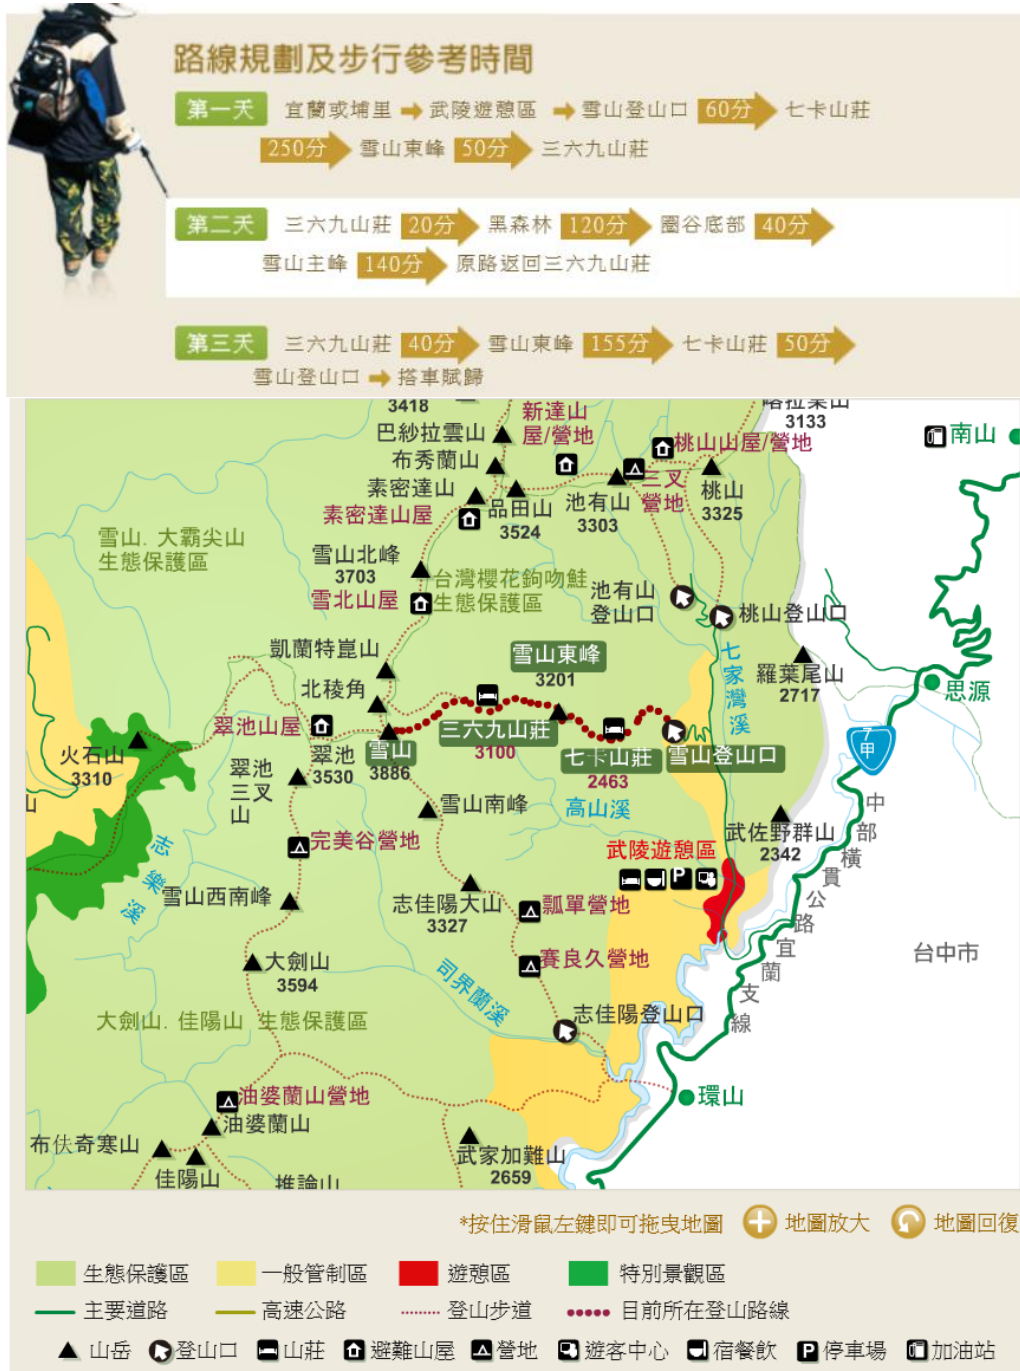 路線規劃及步行參考時間
第一天 宜蘭或埔里 武陵遊憩區 雪山登山口 60分 七卡山莊
250分 雪山東峰 50分 三六九山莊
第二天 三六九山莊 20分 黑森林 120分 圈谷底部 40分
雪山主峰 140分 原路返回三六九山莊
第三天 三六九山莊 40分 雪山東峰 155分 七卡山莊 50分
雪山登山口 搭車賦歸
3418
新達山
屋/營地
3133
巴紗拉雲山
南山
桃山山屋/營地
布秀蘭山
三叉
營地
素密達山
素密達山屋
品田山
3524
池有山
3303
桃山
3325
雪山. 大霸尖山
生態保護區
雪山北峰
3703
台灣櫻花鉤吻鮭
生態保護區
雪北山屋
池有山
登山口
桃山登山口
凱蘭特崑山
雪山東峰
3201
七家灣溪
羅葉尾山
2717
思源
北稜角
翠池山屋
三六九山莊
3100
雪山
3886
七卡山莊
2463
雪山登山口
7
甲
火石山
3310
山
翠池
3530
翠池
三叉
山
雪山南峰
高山溪
武佐野群山
2342
中部橫貫公路宜蘭支線
完美谷營地
武陵遊憩區
志樂溪
雪山西南峰
志佳陽大山
3327
瓢單營地
大劍山
3594
賽良久營地
司界蘭溪
台中市
大劍山. 佳陽山 生態保護區
志佳陽登山口
油婆蘭山營地
環山
油婆蘭山
布伕奇寒山
佳陽山
武家加難山
2659
推論山
*按住滑鼠左鍵即可拖曳地圖 地圖放大 地圖回復
生態保護區 一般管制區 遊憩區 特別景觀區
主要道路 高速公路 登山步道 目前所在登山路線
山岳 登山口 山莊 避難山屋 營地 遊客中心 宿餐飲 停車場 加油站